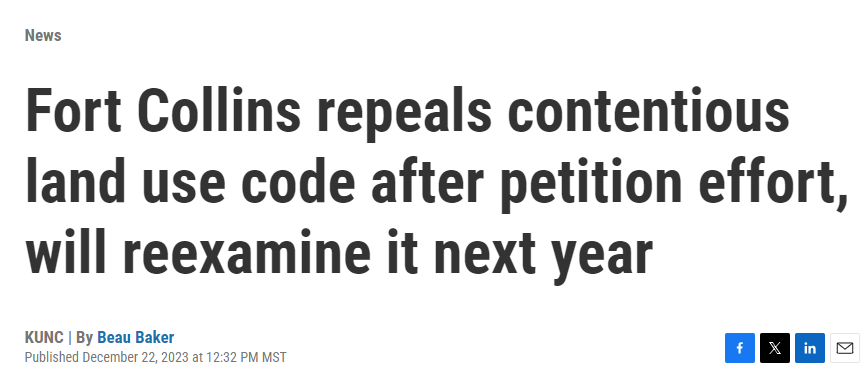 News
Fort Collins repeals contentious
land use code after petition effort,
will reexamine it next year
KUNC | By Beau Baker
Published December 22, 2023 at 12:32 PM MST
f X in